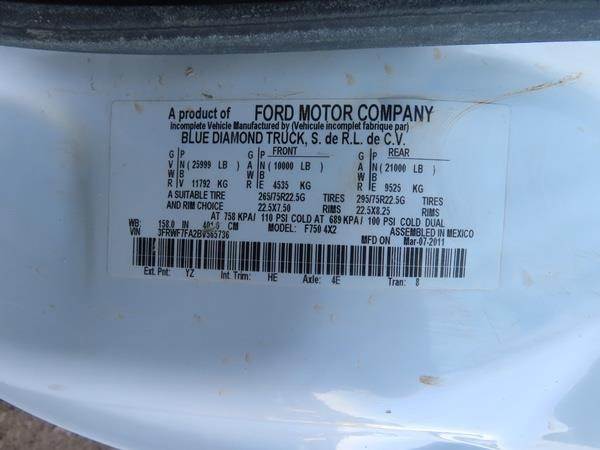 A product of FORD MOTOR COMPANY
Incomplete Vehicle Manufactured by (Vehicule incomplet fabrique par)
BLUE DIAMOND TRUCK, S. de R.L. de C.V.
G P FRONT G P REAR G P
V N ( 25999 LB ) A N ( 10000 LB ) A N ( 21000 LB )
W B W B W B
R V 11792 KG R E 4535 KG R E 9525 KG
A SUITABLE TIRE 265/75R22.5G TIRES 295/75R22.5G TIRES
AND RIM CHOICE 22.5X7.50 RIMS 22.5X8.25 RIMS
AT 758 KPA/ 110 PSI COLD AT 689 KPA/ 100 PSI COLD DUAL
WB: 158.0 IN 401.0 CM MODEL: F750 4X2 ASSEMBLED IN MEXICO
VIN 3FRWF7FA2BV565736 MFD ON Mar-07-2011
Ext. Pnt: YZ Int. Trim: HE Axle: 4E Tran: 8